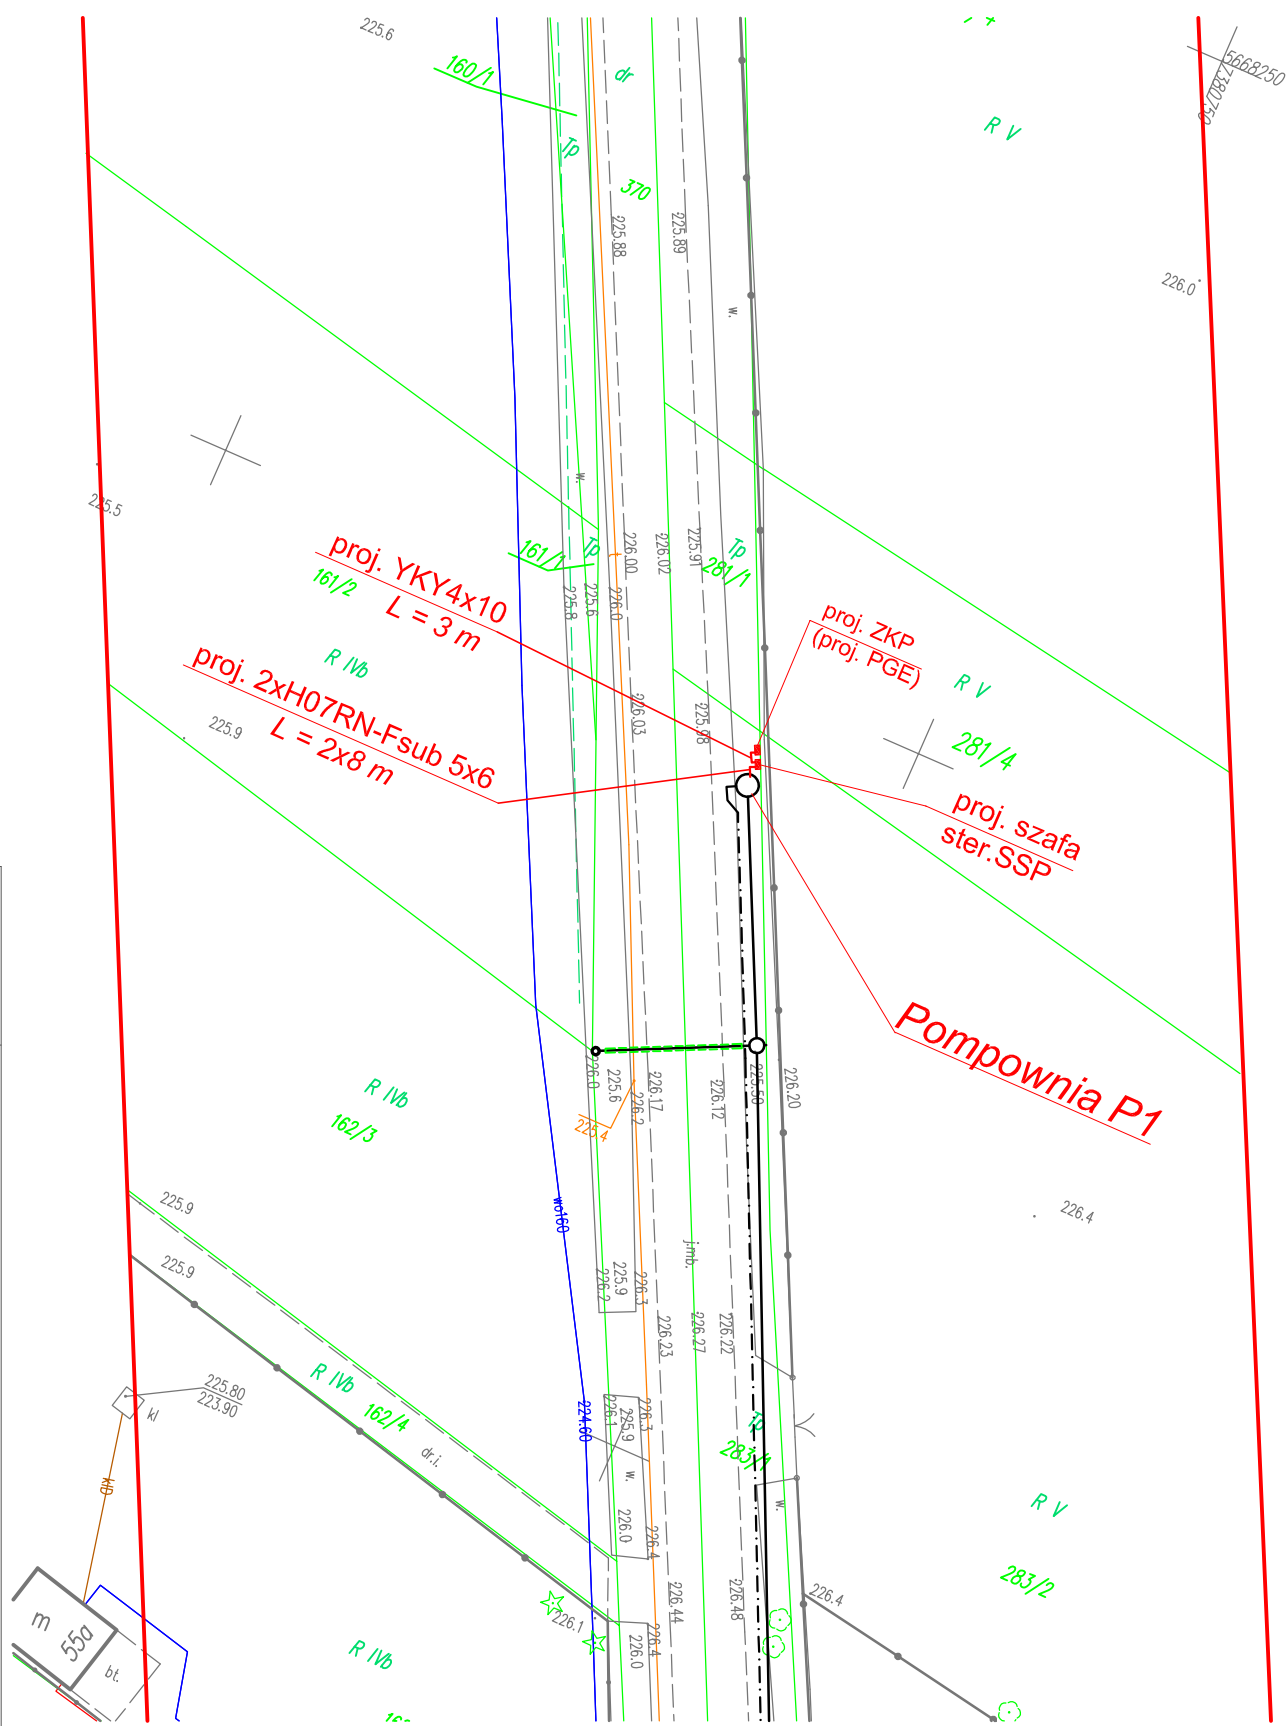 225.6
160/1
dr
Tp
370
225.88
225.89
R V
5668250
7380750
226.0
w.
w.
225.5
proj. YKY4x10
L = 3 m
161/2
161/1
Tp
226.00
226.02
225.91
Tp
281/1
225.8
225.6
226.0
proj. ZKP
(proj. PGE)
R IVb
R V
proj. 2xH07RN-Fsub 5x6
L = 2x8 m
225.9
226.03
225.98
281/4
proj. szafa
ster.SSP
Pompownia P1
226.0
225.6
226.2
226.17
226.12
225.50
226.20
225.4
R IVb
162/3
225.9
wo160
226.4
225.9
j.mb.
226.2
225.9
226.3
226.23
226.27
226.22
R IVb
162/4
225.80
223.90
kl
dr.i.
224.60
226.1
225.9
226.3
w.
Tp
283/1
kD
w.
226.0
226.4
R V
283/2
226.44
226.48
226.4
226.1
m
55a
bt.
226.4
226.0
R IVb